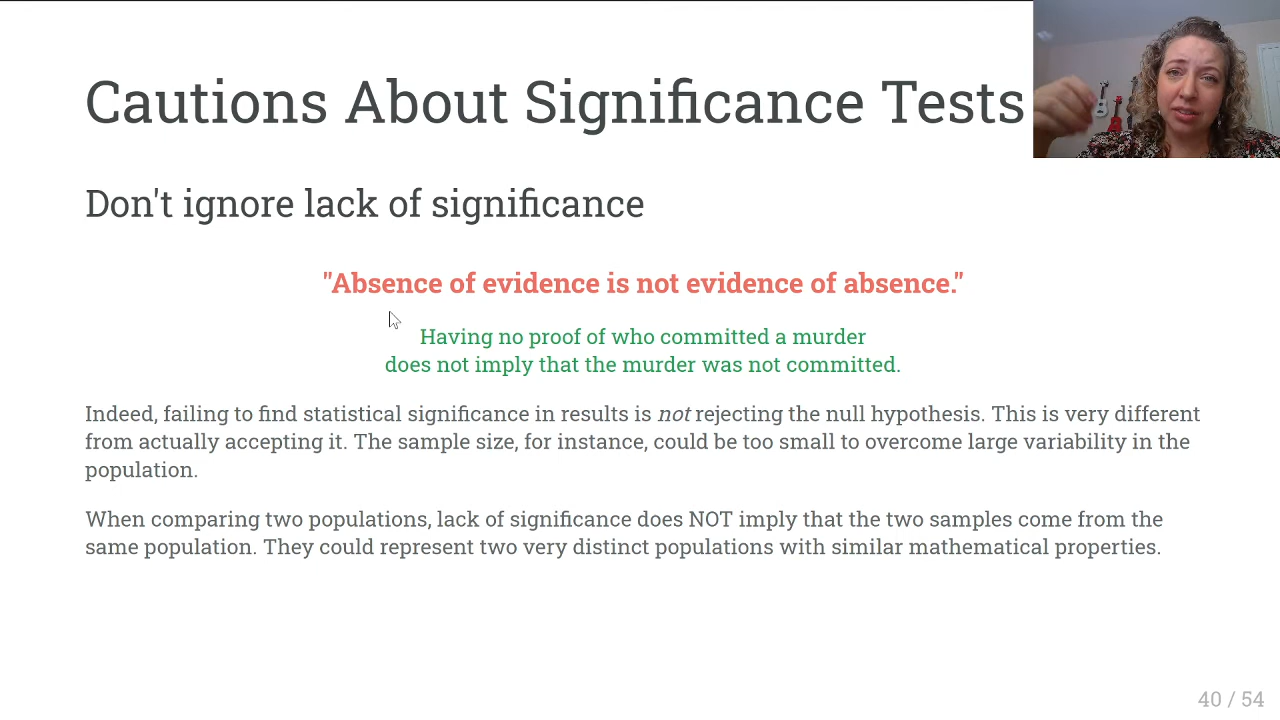 Cautions About Significance Tests
Don't ignore lack of significance
"Absence of evidence is not evidence of absence."
Having no proof of who committed a murder
does not imply that the murder was not committed.
Indeed, failing to find statistical significance in results is not rejecting the null hypothesis. This is very different
from actually accepting it. The sample size, for instance, could be too small to overcome large variability in the
population.
When comparing two populations, lack of significance does NOT imply that the two samples come from the
same population. They could represent two very distinct populations with similar mathematical properties.
40 / 54